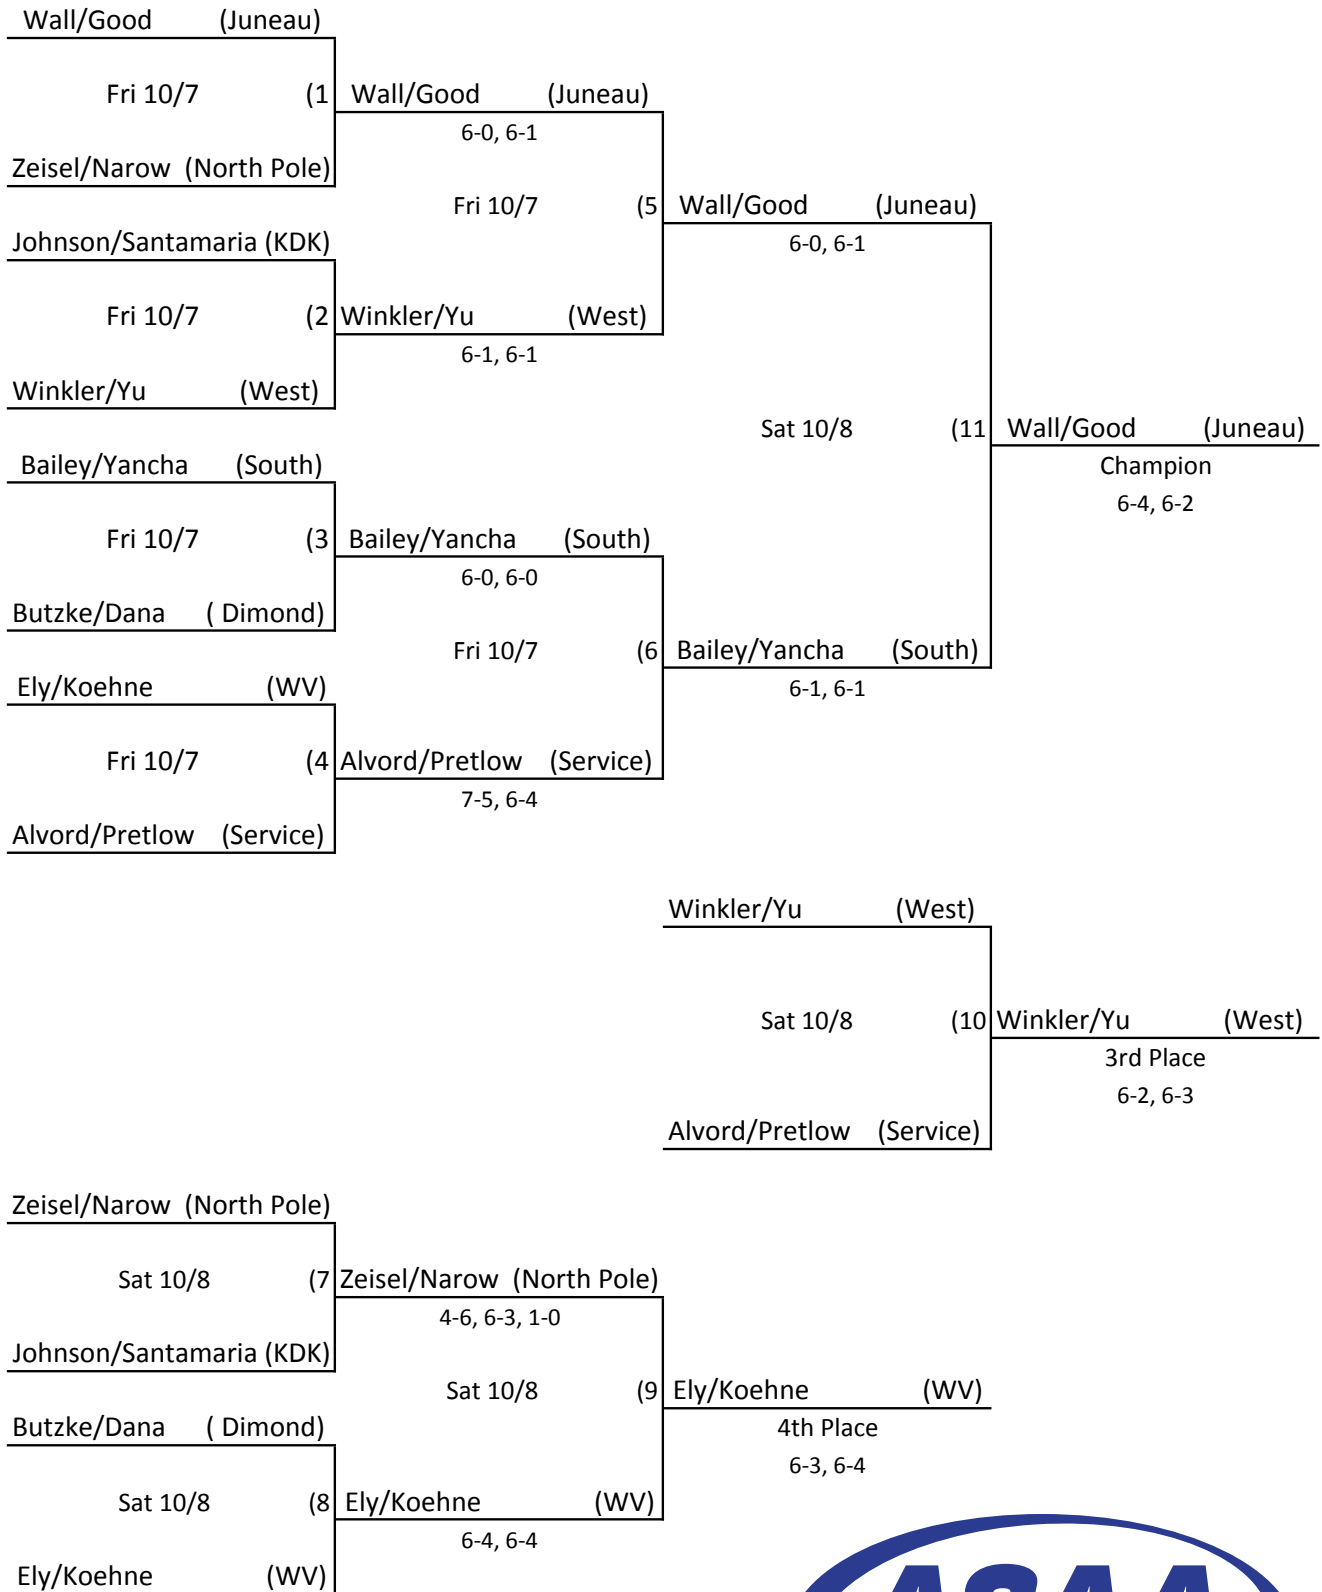 Wall/Good (Juneau)
Fri 10/7 (1
Wall/Good (Juneau)
6-0, 6-1
Zeisel/Narow (North Pole)
Fri 10/7 (5
Wall/Good (Juneau)
6-0, 6-1
Johnson/Santamaria (KDK)
Fri 10/7 (2
Winkler/Yu (West)
6-1, 6-1
Winkler/Yu (West)
Sat 10/8 (11
Wall/Good (Juneau)
Champion
6-4, 6-2
Bailey/Yancha (South)
Fri 10/7 (3
Bailey/Yancha (South)
6-0, 6-0
Butzke/Dana ( Dimond)
Fri 10/7 (6
Bailey/Yancha (South)
6-1, 6-1
Ely/Koehne (WV)
Fri 10/7 (4
Alvord/Pretlow (Service)
7-5, 6-4
Alvord/Pretlow (Service)
Winkler/Yu (West)
Sat 10/8 (10
Winkler/Yu (West)
3rd Place
6-2, 6-3
Alvord/Pretlow (Service)
Zeisel/Narow (North Pole)
Sat 10/8 (7
Zeisel/Narow (North Pole)
4-6, 6-3, 1-0
Johnson/Santamaria (KDK)
Sat 10/8 (9
Ely/Koehne (WV)
4th Place
6-3, 6-4
Butzke/Dana ( Dimond)
Sat 10/8 (8
Ely/Koehne (WV)
6-4, 6-4
Ely/Koehne (WV)
ASAA